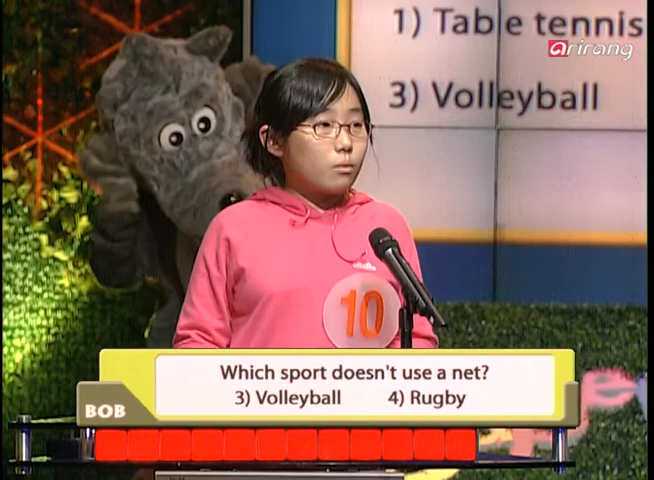 1) Table tennis
arirang
3) Volleyball
10
Which sport doesn't use a net?
3) Volleyball 4) Rugby
BOB